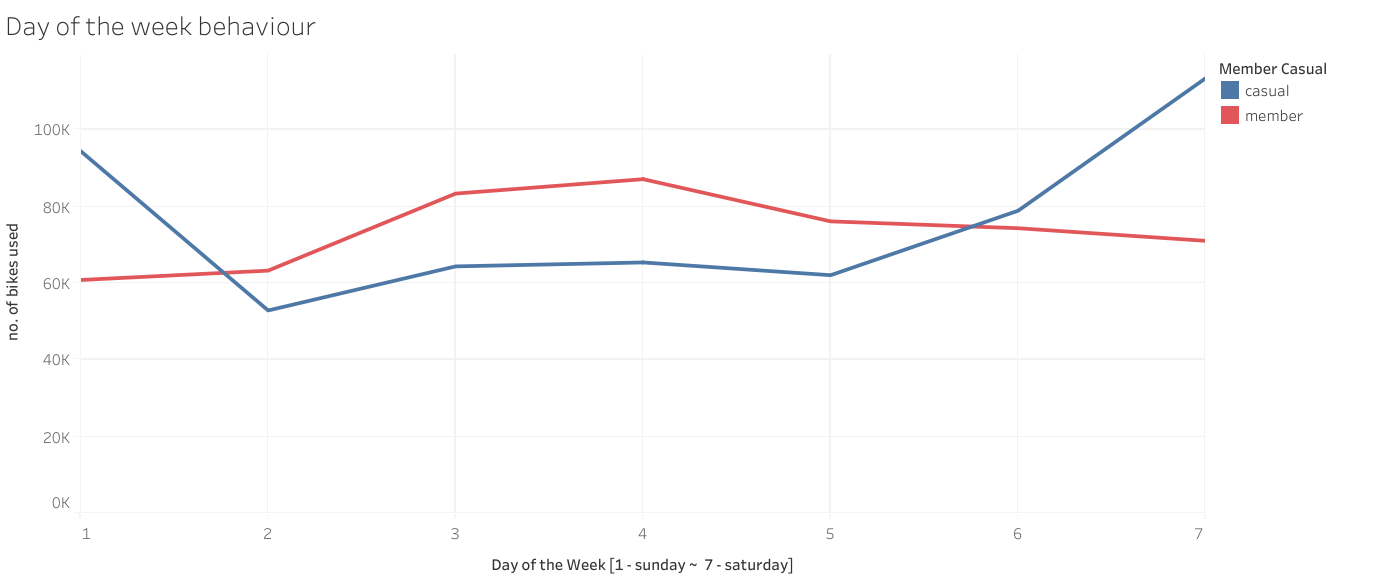 Day of the week behaviour
Member Casual
casual
member
no. of bikes used
100K
80K
60K
40K
20K
0K
1 2 3 4 5 6 7
Day of the Week [1 - sunday ~ 7 - saturday]